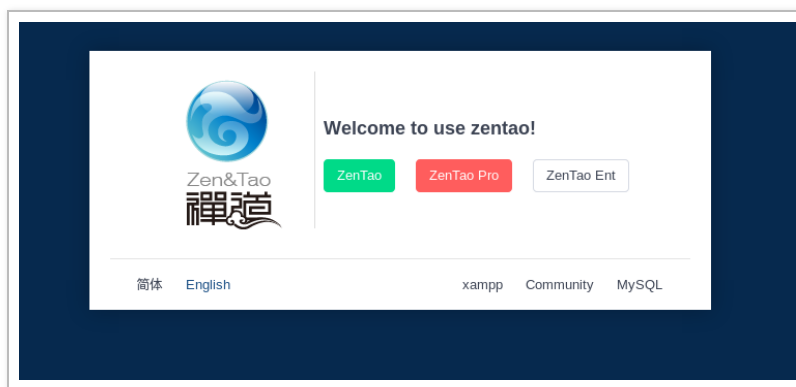 Zen&Tao
禪道
Welcome to use zentao!
ZenTao ZenTao Pro ZenTao Ent
简体 English xampp Community MySQL